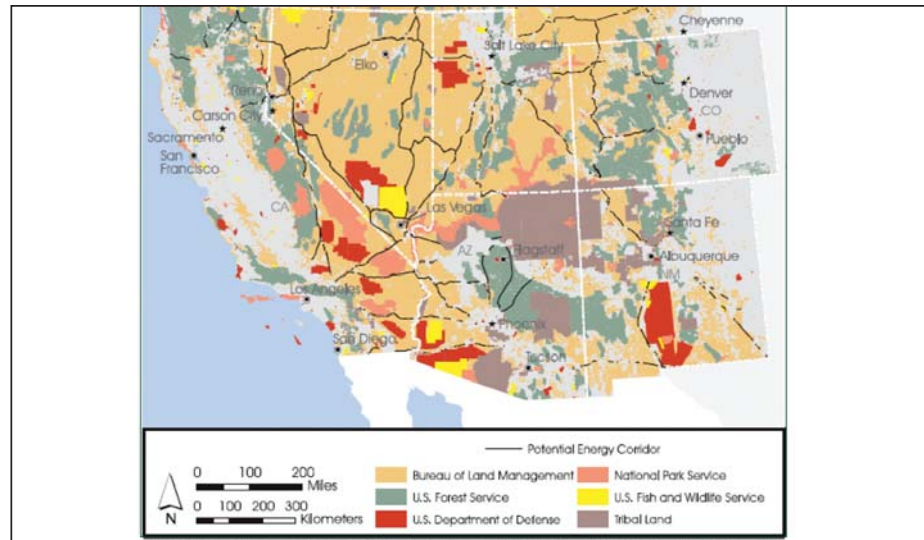 Cheyenne
Salt Lake City
Elko
Reno
Denver
CO
Carson City
Pueblo
Sacramento
San
Francisco
CA
Las Vegas
Santa Fe
AZ
Flagstaff
Albuquerque
NM
Los Angeles
Phoenix
San Diego
Tucson
Potential Energy Corridor
0 100 200
Miles
0 100 200 300
Kilometers
N
Bureau of Land Management
U.S. Forest Service
U.S. Department of Defense
National Park Service
U.S. Fish and Wildlife Service
Tribal Land